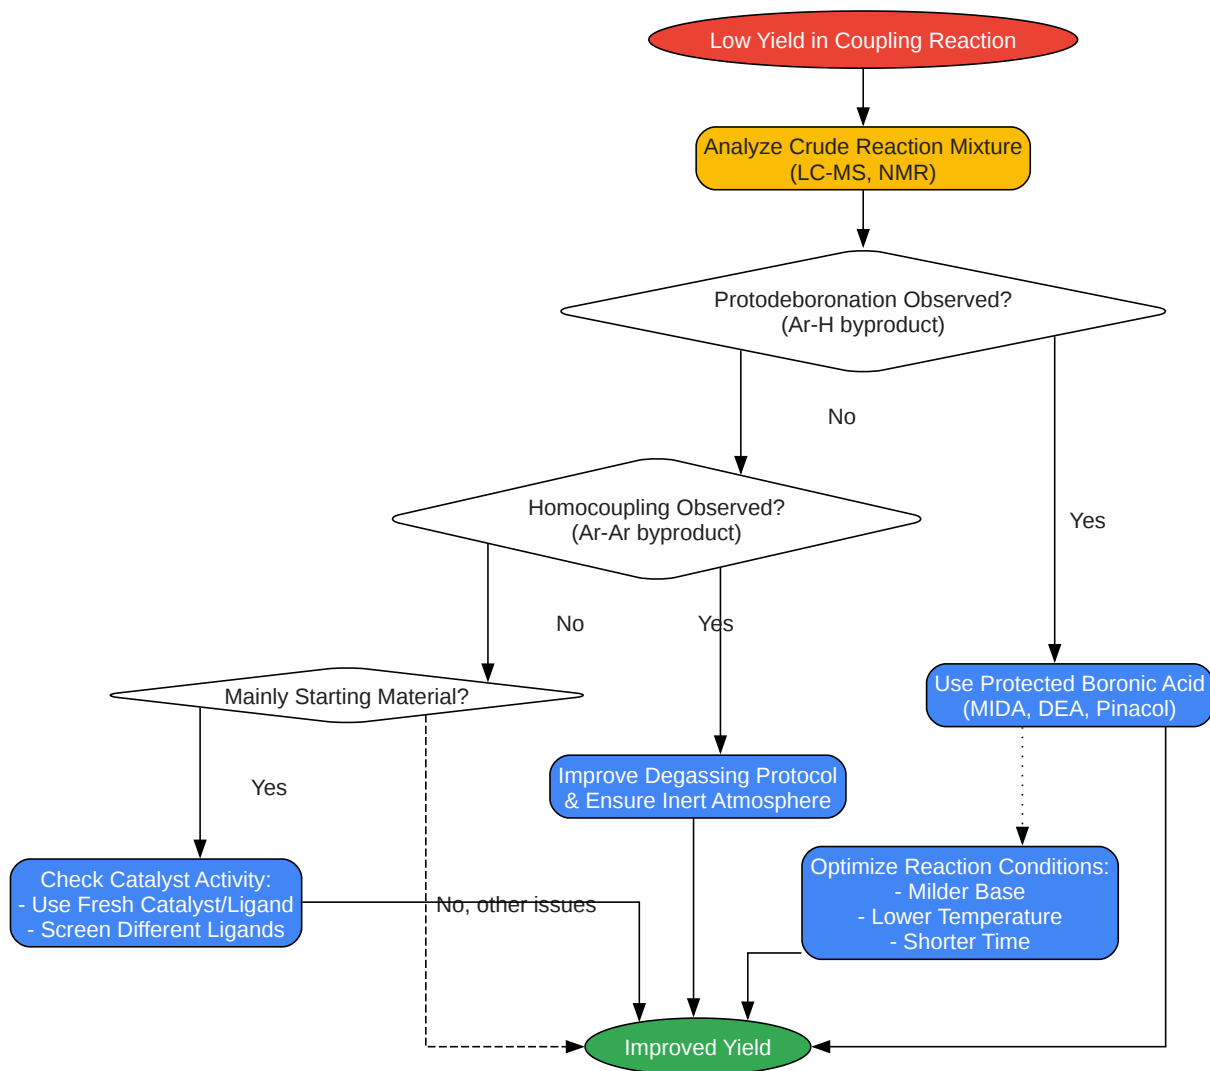 Low Yield in Coupling Reaction
Analyze Crude Reaction Mixture
(LC-MS, NMR)
Protodeboronation Observed?
(Ar-H byproduct)
No
Homocoupling Observed?
(Ar-Ar byproduct)
Yes
No
Yes
Mainly Starting Material?
Use Protected Boronic Acid
(MIDA, DEA, Pinacol)
Yes
Improve Degassing Protocol
& Ensure Inert Atmosphere
Check Catalyst Activity:
- Use Fresh Catalyst/Ligand
- Screen Different Ligands
No, other issues
Optimize Reaction Conditions:
- Milder Base
- Lower Temperature
- Shorter Time
Improved Yield